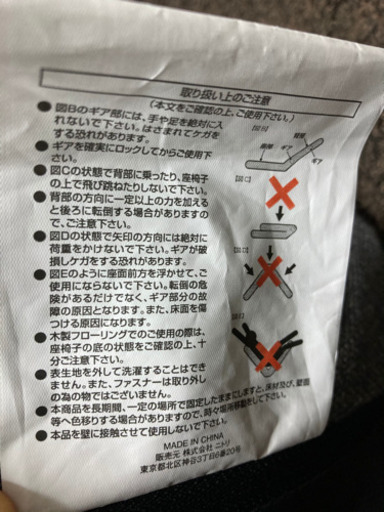 取り扱い上のご注意
(本文をご確認の上、ご使用下さい。)
●図Bのギア部には、手や足を絶対に入
れないで下さい。はさまれてケガを
する恐れがあります。
●ギアを確実にロックしてからご使用下
さい。
●図Cの状態で背部に乗ったり、座椅子
の上で飛び跳ねたりしないで下さい。
●背部の方向に一定以上の力を加える
と後ろに転倒する場合がありますの
で、ご注意下さい。
●図Dの状態で矢印の方向には絶対に
荷重をかけないで下さい。ギアが破
損しケガをする恐れがあります。
●図Eのように座面前方を浮かせて、ご
使用にならないで下さい。転倒の危
険があるだけでなく、ギア部分の故
障の原因となります。また、床面を傷
つける原因になります。
●木製フローリングでのご使用の際は、
座椅子の底の状態をご確認の上、十
分ご注意下さい。
●表生地を外して洗濯することはでき
ません。また、ファスナーは取り外し
の為の物ではございません。
●本商品を長期間、一定の場所で固定したままにしますと、床材及び、壁面
等へ色移りする場合がありますので、時々場所移動をして下さい。
●本品を壁に接触させて使用しないで下さい。
MADE IN CHINA
販売元 株式会社 ニトリ
東京都北区神谷3丁目6番20号
[図B]
背部
ギア
[図C]
[図D]